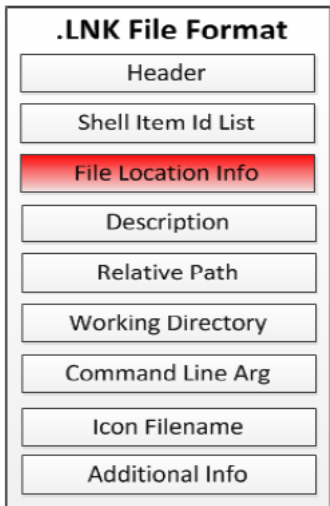 .LNK File Format
Header
Shell Item Id List
File Location Info
Description
Relative Path
Working Directory
Command Line Arg
Icon Filename
Additional Info